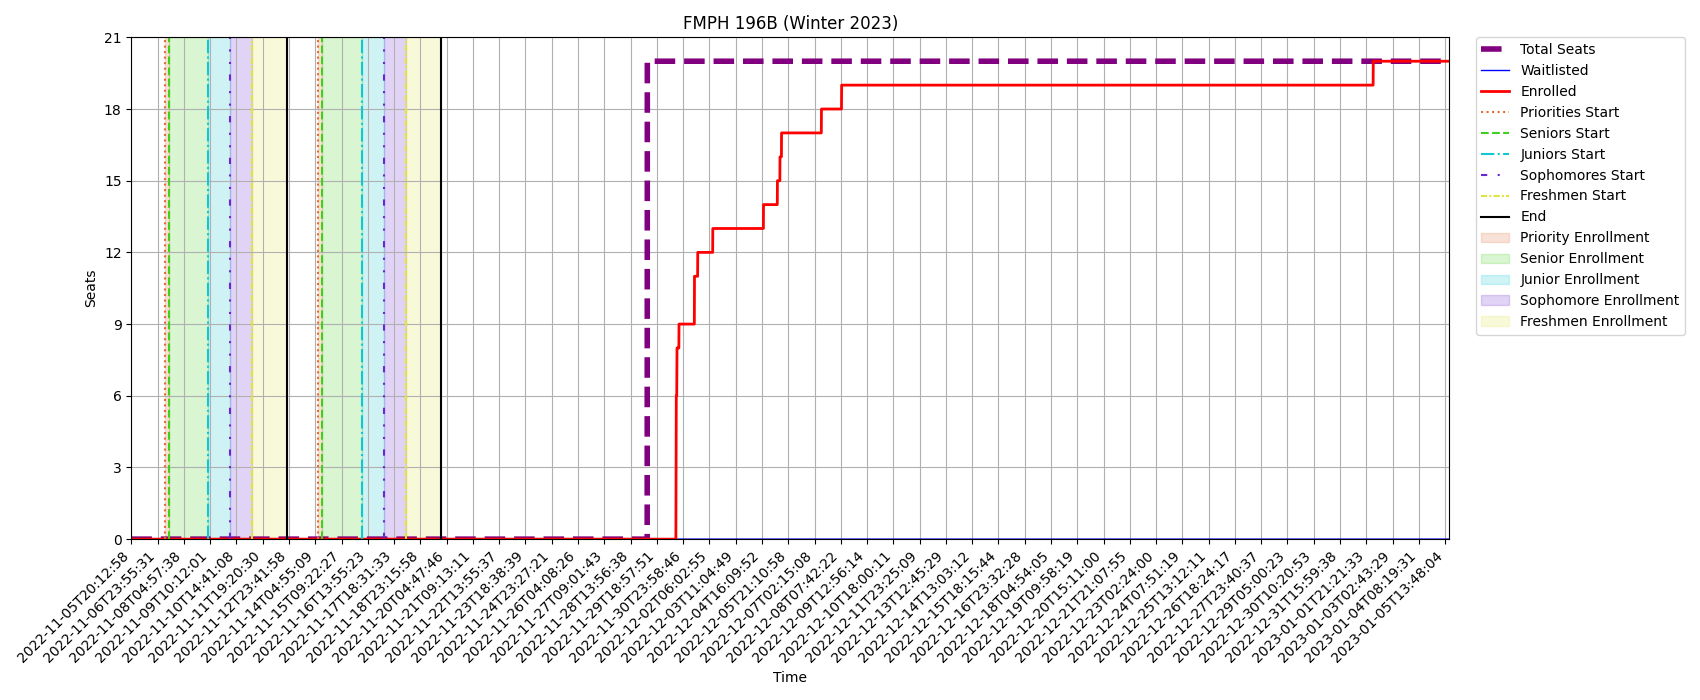 FMPH 196B (Winter 2023)
21
18
15
12
9
6
3
0
Seats
2022-11-05T20:12:58
2022-11-06T23:55:31
2022-11-08T04:57:38
2022-11-09T10:12:01
2022-11-10T14:41:08
2022-11-11T19:20:30
2022-11-12T23:41:58
2022-11-14T04:55:09
2022-11-15T09:22:27
2022-11-16T13:55:23
2022-11-17T18:31:33
2022-11-18T23:15:58
2022-11-20T04:47:46
2022-11-21T09:13:11
2022-11-22T13:55:37
2022-11-23T18:38:39
2022-11-24T23:27:21
2022-11-26T04:08:26
2022-11-27T09:01:43
2022-11-28T13:56:38
2022-11-29T18:57:51
2022-11-30T23:58:46
2022-12-02T06:02:55
2022-12-03T11:04:49
2022-12-04T16:09:52
2022-12-05T21:10:58
2022-12-07T02:15:08
2022-12-08T07:42:22
2022-12-09T12:56:14
2022-12-10T18:00:11
2022-12-11T23:25:09
2022-12-13T12:45:29
2022-12-14T13:03:12
2022-12-15T18:15:44
2022-12-16T23:32:28
2022-12-18T04:54:05
2022-12-19T09:58:19
2022-12-20T15:11:00
2022-12-21T21:07:55
2022-12-23T02:24:00
2022-12-24T07:51:19
2022-12-25T13:12:11
2022-12-26T18:24:17
2022-12-27T23:40:37
2022-12-29T05:00:23
2022-12-30T10:20:53
2022-12-31T15:59:38
2023-01-01T21:21:33
2023-01-03T02:43:29
2023-01-04T08:19:31
2023-01-05T13:48:04
Time
Total Seats
Waitlisted
Enrolled
Priorities Start
Seniors Start
Juniors Start
Sophomores Start
Freshmen Start
End
Priority Enrollment
Senior Enrollment
Junior Enrollment
Sophomore Enrollment
Freshmen Enrollment